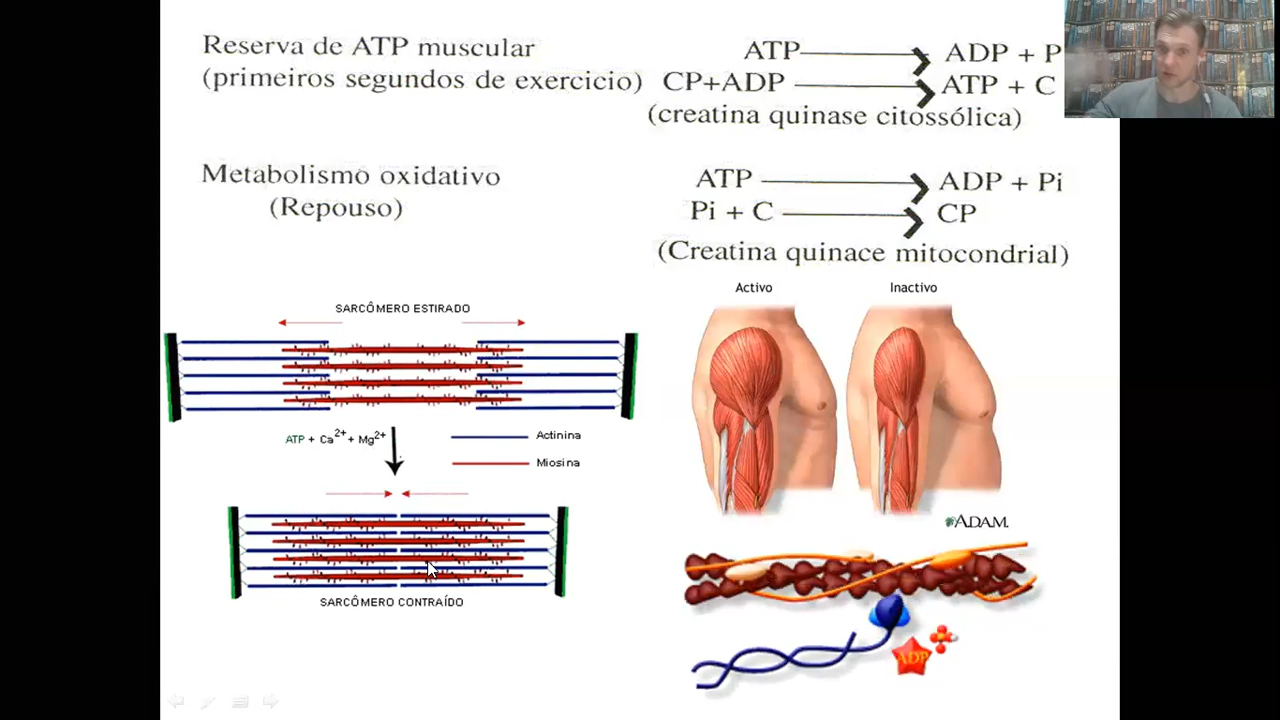 Reserva de ATP muscular
(primeiros segundos de exercicio)
ATP ADP + P
CP+ADP ATP + C
(creatina quinase citossólica)
Metabolismo oxidativo
(Repouso)
ATP ADP + Pi
Pi + C CP
(Creatina quinace mitocondrial)
SARCÔMERO ESTIRADO
ATP + Ca2+ + Mg2+
Actinina
Miosina
SARCÔMERO CONTRAÍDO
Activo Inactivo
ADAM.
ADP